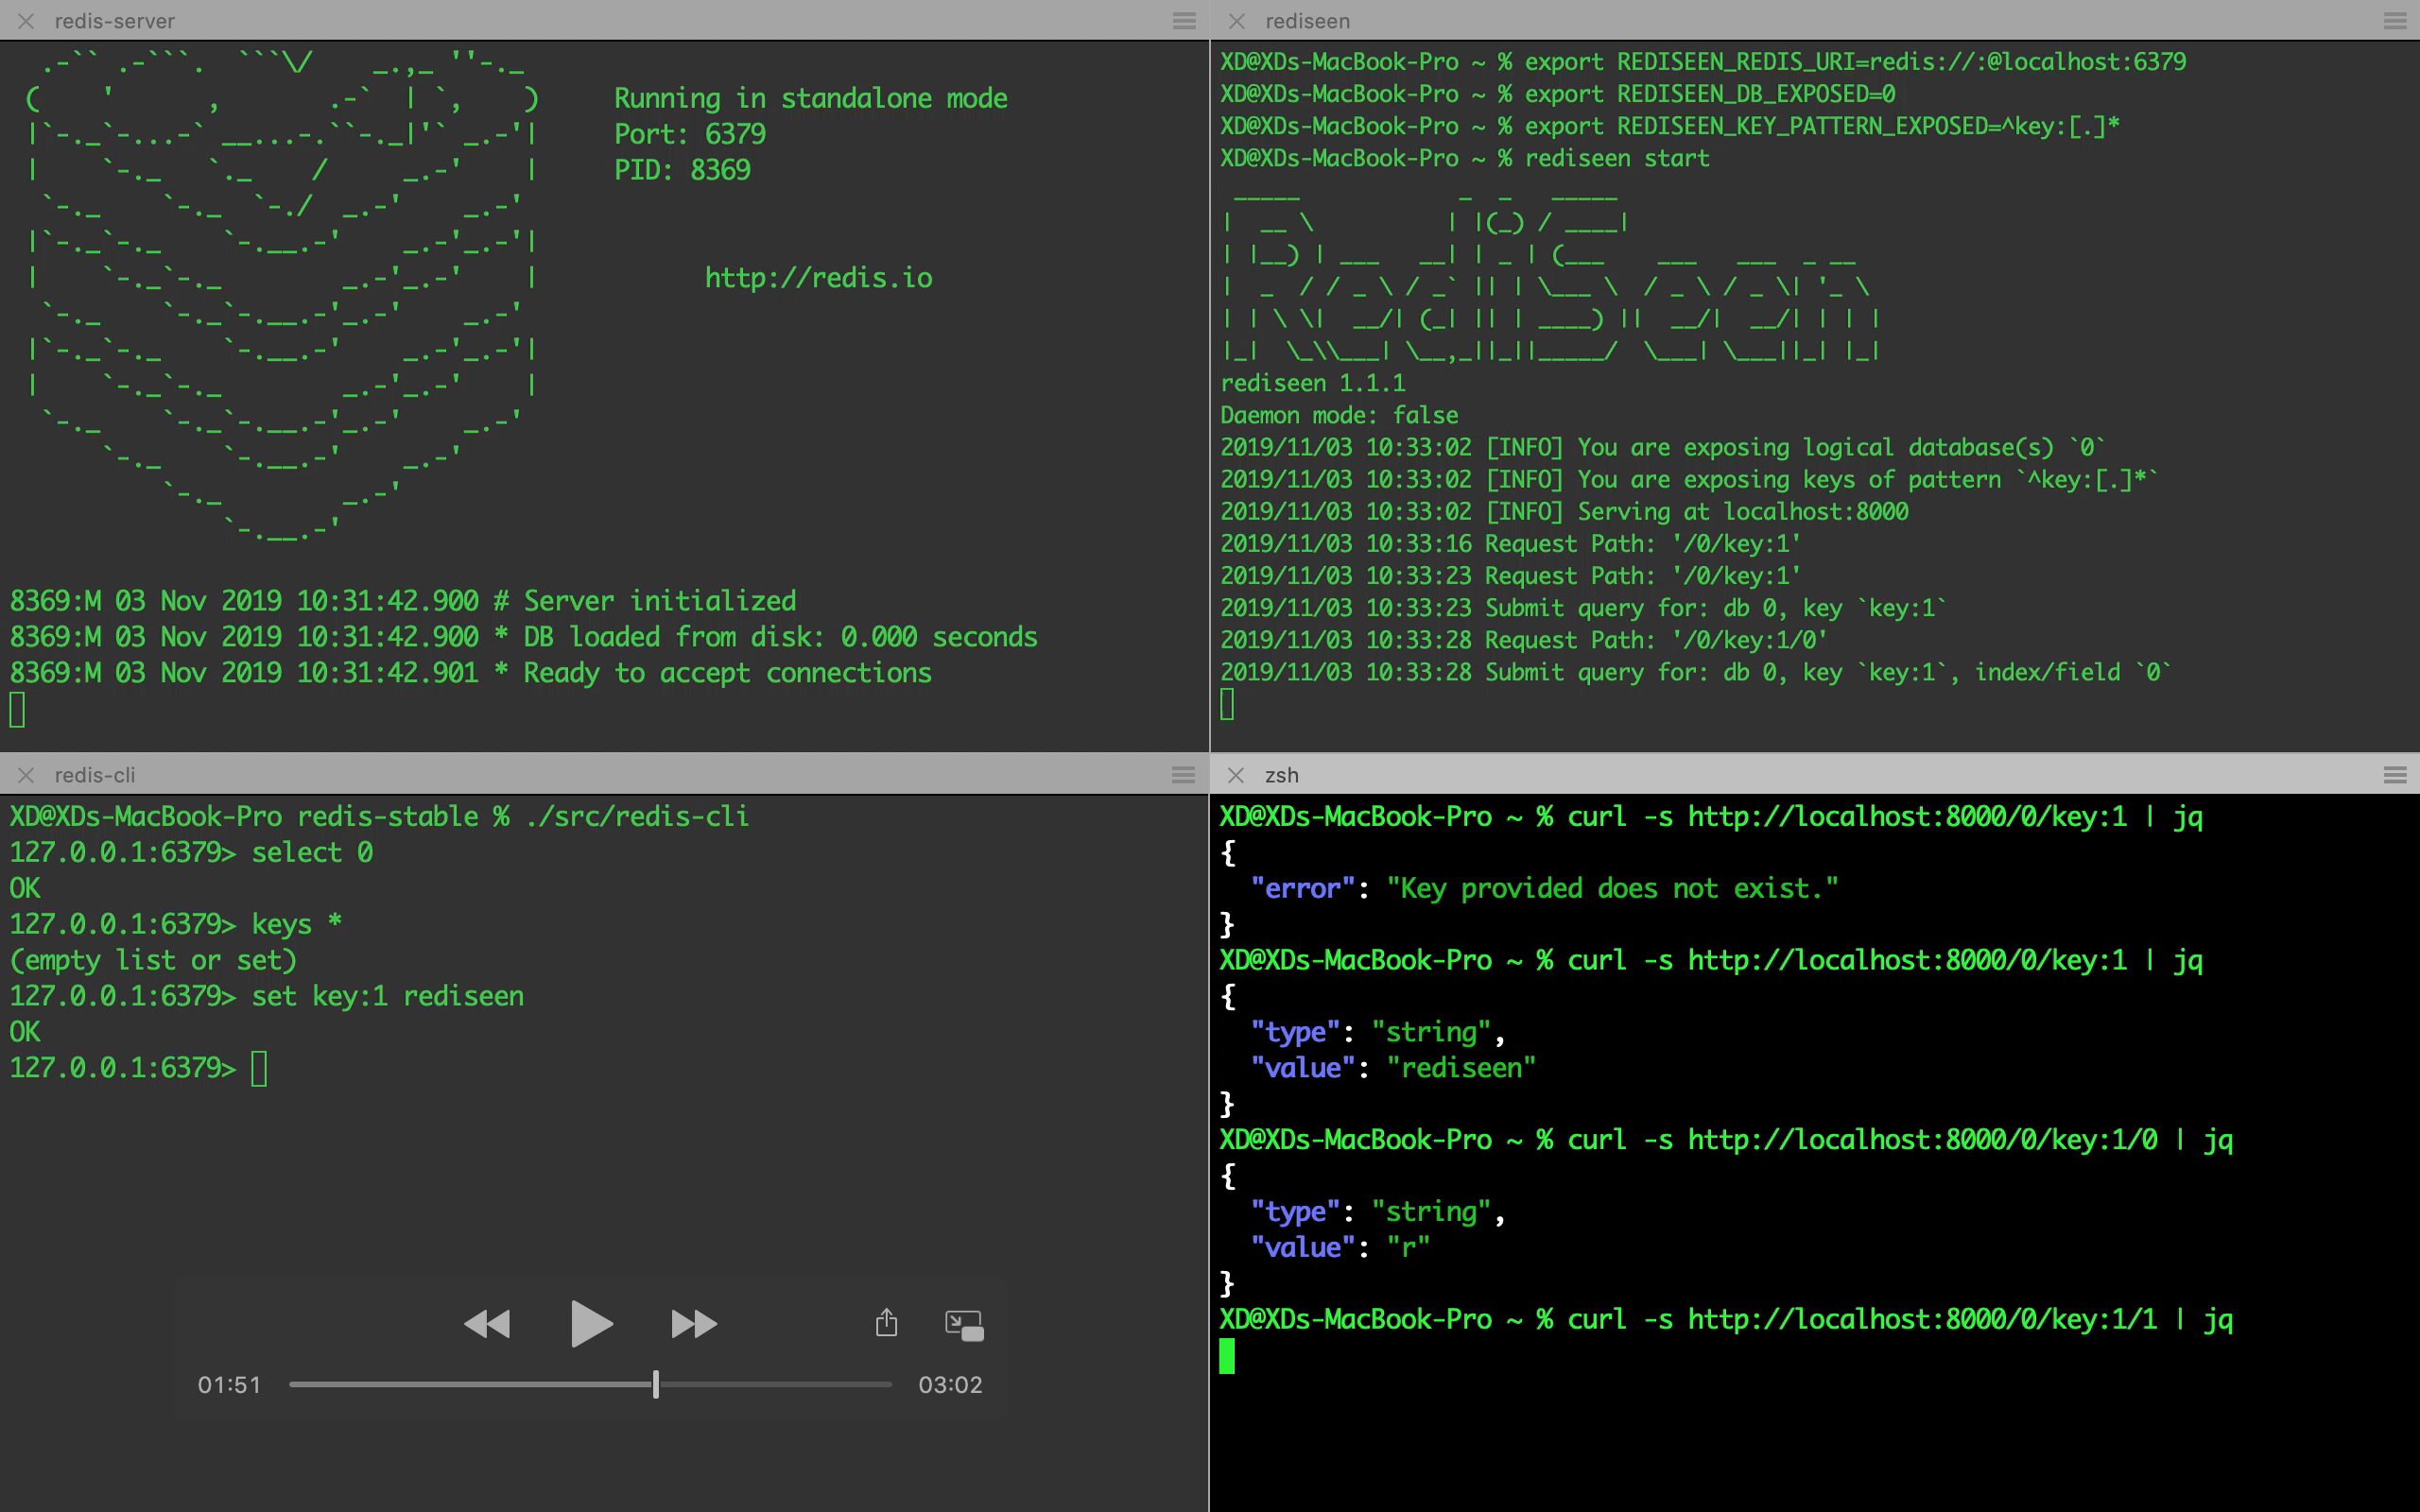 redis-server
Running in standalone mode
Port: 6379
PID: 8369
http://redis.io
8369:M 03 Nov 2019 10:31:42.900 # Server initialized
8369:M 03 Nov 2019 10:31:42.900 * DB loaded from disk: 0.000 seconds
8369:M 03 Nov 2019 10:31:42.901 * Ready to accept connections
rediseen
XD@XDs-MacBook-Pro ~ % export REDISEEN_REDIS_URI=redis://:@localhost:6379
XD@XDs-MacBook-Pro ~ % export REDISEEN_DB_EXPOSED=0
XD@XDs-MacBook-Pro ~ % export REDISEEN_KEY_PATTERN_EXPOSED=^key:[.]*
XD@XDs-MacBook-Pro ~ % rediseen start
RediSeen
rediseen 1.1.1
Daemon mode: false
2019/11/03 10:33:02 [INFO] You are exposing logical database(s) `0`
2019/11/03 10:33:02 [INFO] You are exposing keys of pattern `^key:[.]*`
2019/11/03 10:33:02 [INFO] Serving at localhost:8000
2019/11/03 10:33:16 Request Path: '/0/key:1'
2019/11/03 10:33:23 Request Path: '/0/key:1'
2019/11/03 10:33:23 Submit query for: db 0, key `key:1`
2019/11/03 10:33:28 Request Path: '/0/key:1/0'
2019/11/03 10:33:28 Submit query for: db 0, key `key:1`, index/field `0`
redis-cli
XD@XDs-MacBook-Pro redis-stable % ./src/redis-cli
127.0.0.1:6379> select 0
OK
127.0.0.1:6379> keys *
(empty list or set)
127.0.0.1:6379> set key:1 rediseen
OK
127.0.0.1:6379>
01:51
03:02
zsh
XD@XDs-MacBook-Pro ~ % curl -s http://localhost:8000/0/key:1 | jq
{
  "error": "Key provided does not exist."
}
XD@XDs-MacBook-Pro ~ % curl -s http://localhost:8000/0/key:1 | jq
{
  "type": "string",
  "value": "rediseen"
}
XD@XDs-MacBook-Pro ~ % curl -s http://localhost:8000/0/key:1/0 | jq
{
  "type": "string",
  "value": "r"
}
XD@XDs-MacBook-Pro ~ % curl -s http://localhost:8000/0/key:1/1 | jq